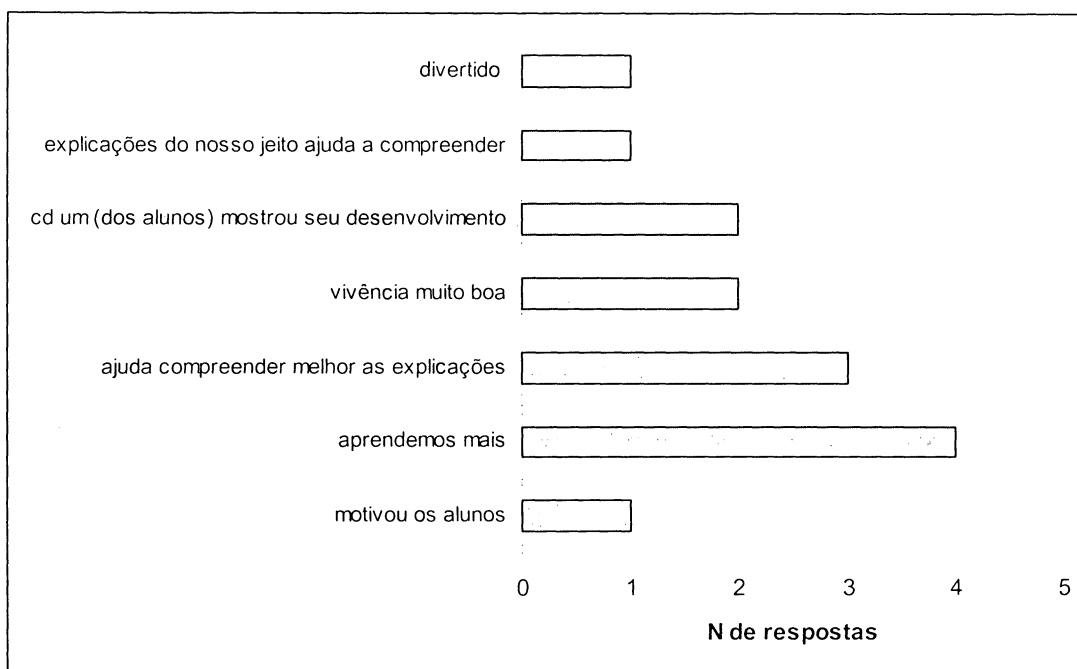 divertido
explicações do nosso jeito ajuda a compreender
cd um (dos alunos) mostrou seu desenvolvimento
vivência muito boa
ajuda compreender melhor as explicações
aprendemos mais
motivou os alunos
0 1 2 3 4 5
N de respostas